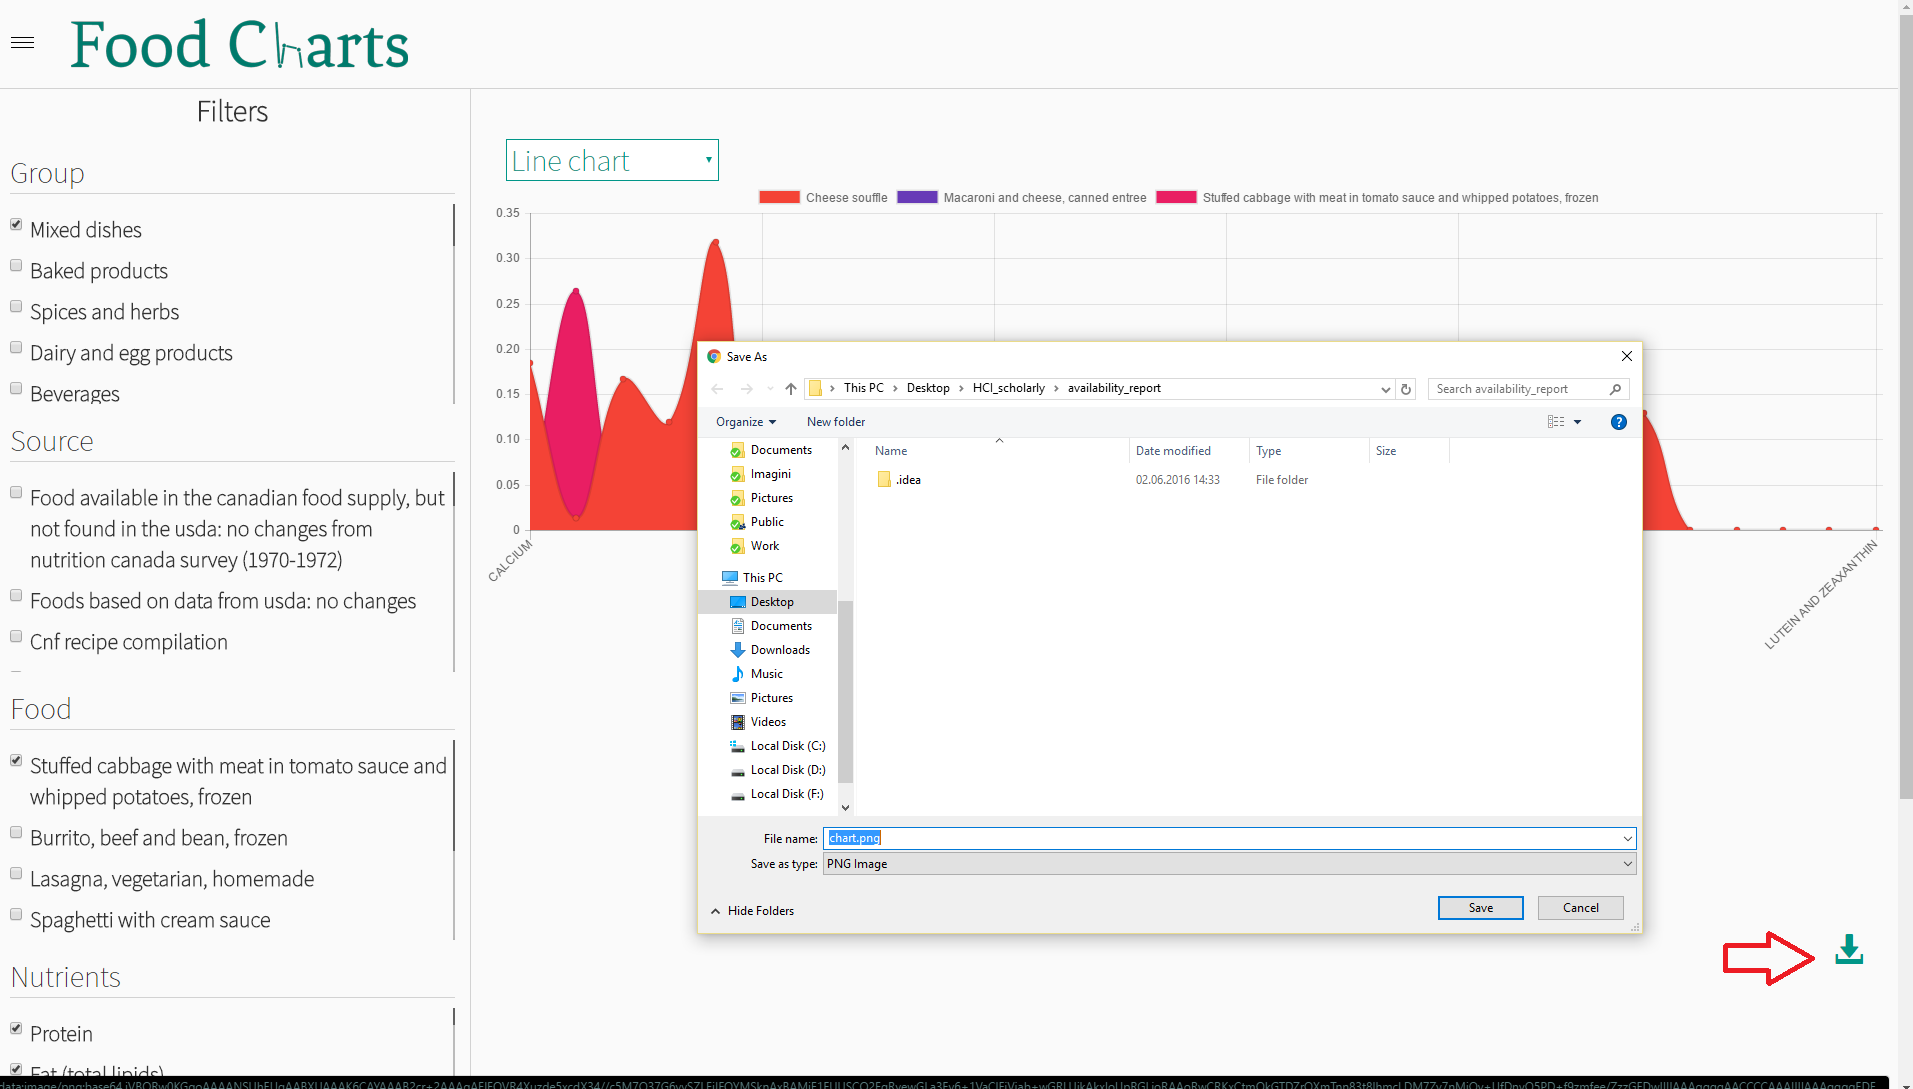 Food Charts
Filters
Group
Mixed dishes
Baked products
Spices and herbs
Dairy and egg products
Beverages
Source
Food available in the canadian food supply, but
not found in the usda: no changes from
nutrition canada survey (1970-1972)
Foods based on data from usda: no changes
Cnf recipe compilation
Food
Stuffed cabbage with meat in tomato sauce and
whipped potatoes, frozen
Burrito, beef and bean, frozen
Lasagna, vegetarian, homemade
Spaghetti with cream sauce
Nutrients
Protein
Fat (total lipids)
Line chart
Cheese souffle Macaroni and cheese, canned entree Stuffed cabbage with meat in tomato sauce and whipped potatoes, frozen
0.35
0.30
0.25
0.20
0.15
0.10
0.05
0
CALCIUM
LUTEIN AND ZEAXANTHIN
Save As
This PC > Desktop > HCI_scholarly > availability_report
Search availability_report
Organize New folder
Name Date modified Type Size
.idea 02.06.2016 14:33 File folder
Documents
Imagini
Pictures
Public
Work
This PC
Desktop
Documents
Downloads
Music
Pictures
Videos
Local Disk (C:)
Local Disk (D:)
Local Disk (F:)
File name: chart.png
Save as type: PNG Image
Hide Folders
Save Cancel